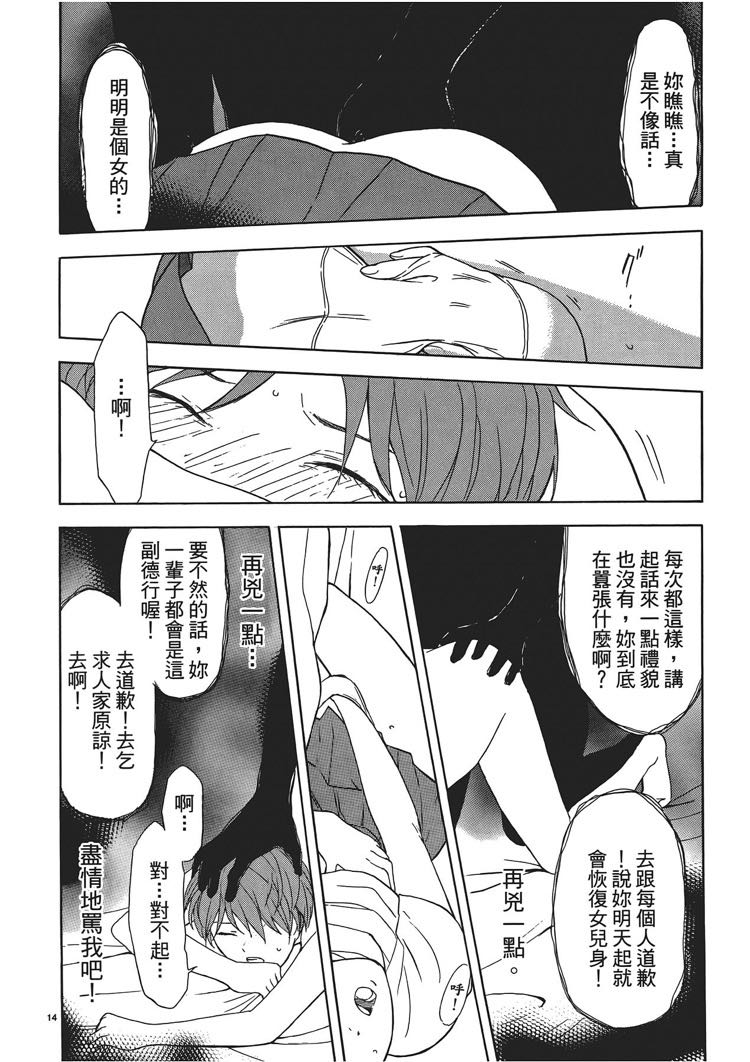 妳瞧瞧…真
是不像話…
明明是個女的…
…啊！
每次都這樣，講
起話來一點禮貌
也沒有，妳到底
在囂張什麼啊？
去跟每個人道歉
！說妳明天起就
會恢復女兒身！
再兇一點。
呼！
呼！
再兇一點…
要不然的話，妳
一輩子都會是這
副德行喔！
去道歉！去乞
求人家原諒！
去啊！
啊…
對…對不起…
盡情地罵我吧！
14